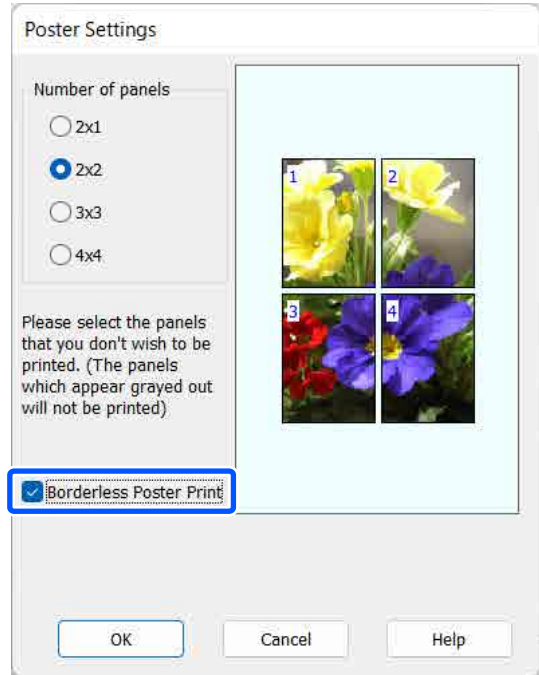 Poster Settings
Number of panels
2x1
2x2
3x3
4x4
1
2
3
4
Please select the panels
that you don't wish to be
printed. (The panels
which appear grayed out
will not be printed)
Borderless Poster Print
OK
Cancel
Help